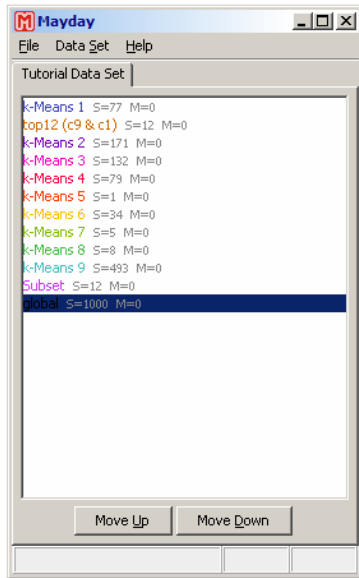 Mayday
File Data Set Help
Tutorial Data Set
k-Means 1 S=77 M=0
top12 (c9 & c1) S=12 M=0
k-Means 2 S=171 M=0
k-Means 3 S=132 M=0
k-Means 4 S=79 M=0
k-Means 5 S=1 M=0
k-Means 6 S=34 M=0
k-Means 7 S=5 M=0
k-Means 8 S=8 M=0
k-Means 9 S=493 M=0
Subset S=12 M=0
global S=1000 M=0
Move Up Move Down